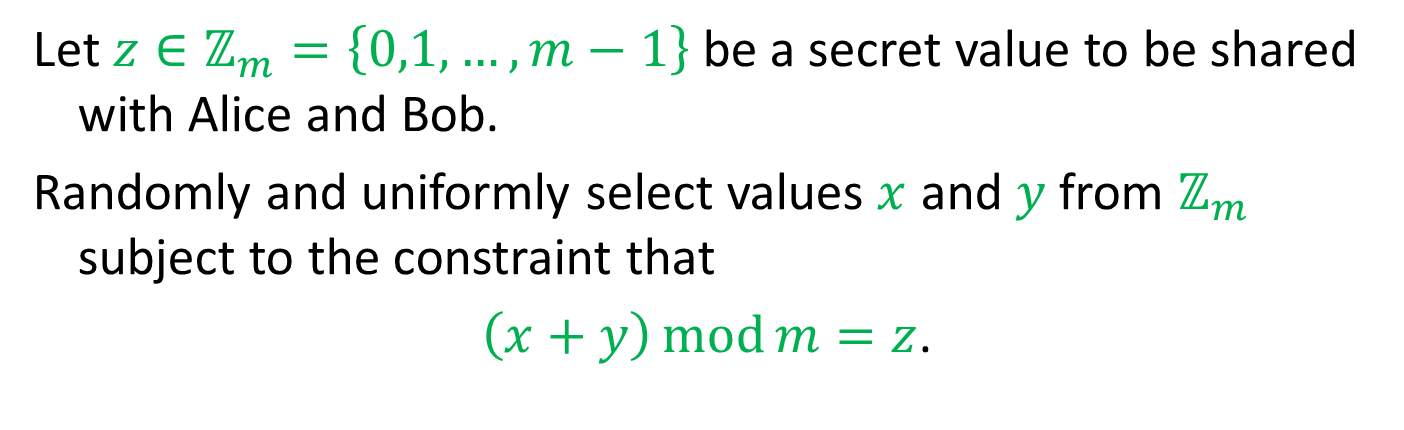 Let z ∈ ℤₘ = {0,1, … , m − 1} be a secret value to be shared
with Alice and Bob.
Randomly and uniformly select values x and y from ℤₘ
subject to the constraint that
(x + y) mod m = z.